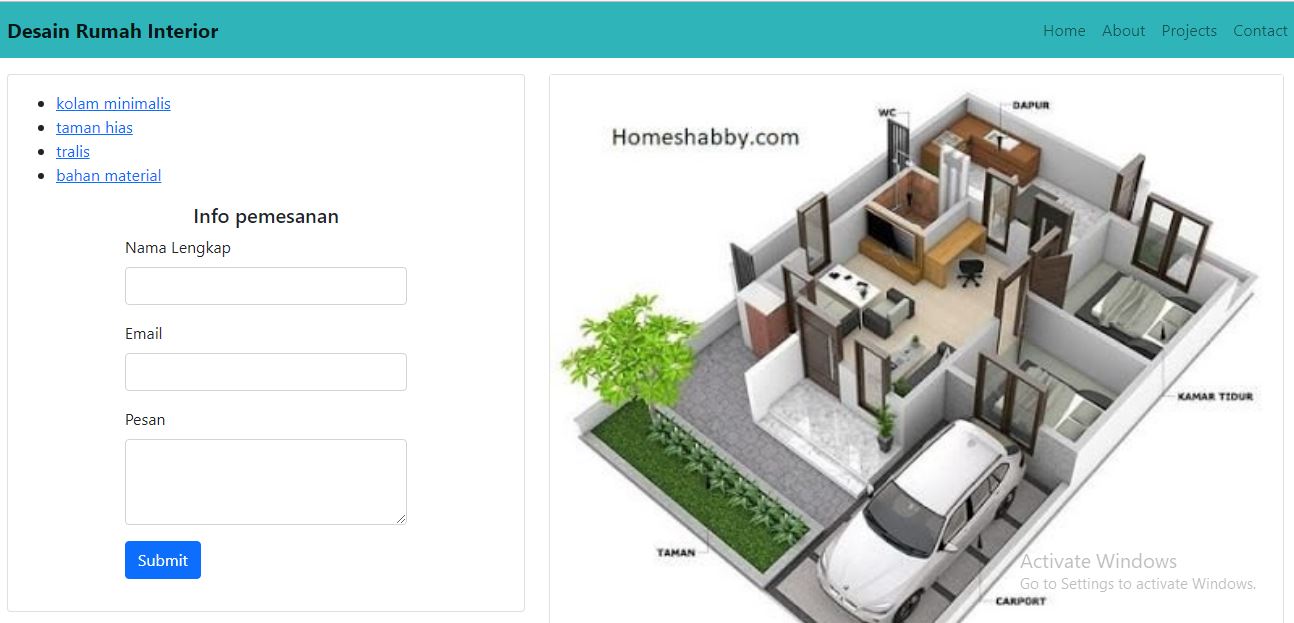 Desain Rumah Interior
Home About Projects Contact
kolam minimalis
taman hias
tralis
bahan material
Info pemesanan
Nama Lengkap
Email
Pesan
Submit
Homeshabby.com
WC
DAPUR
KAMAR TIDUR
TAMAN
CARPORT
Activate Windows
Go to Settings to activate Windows.